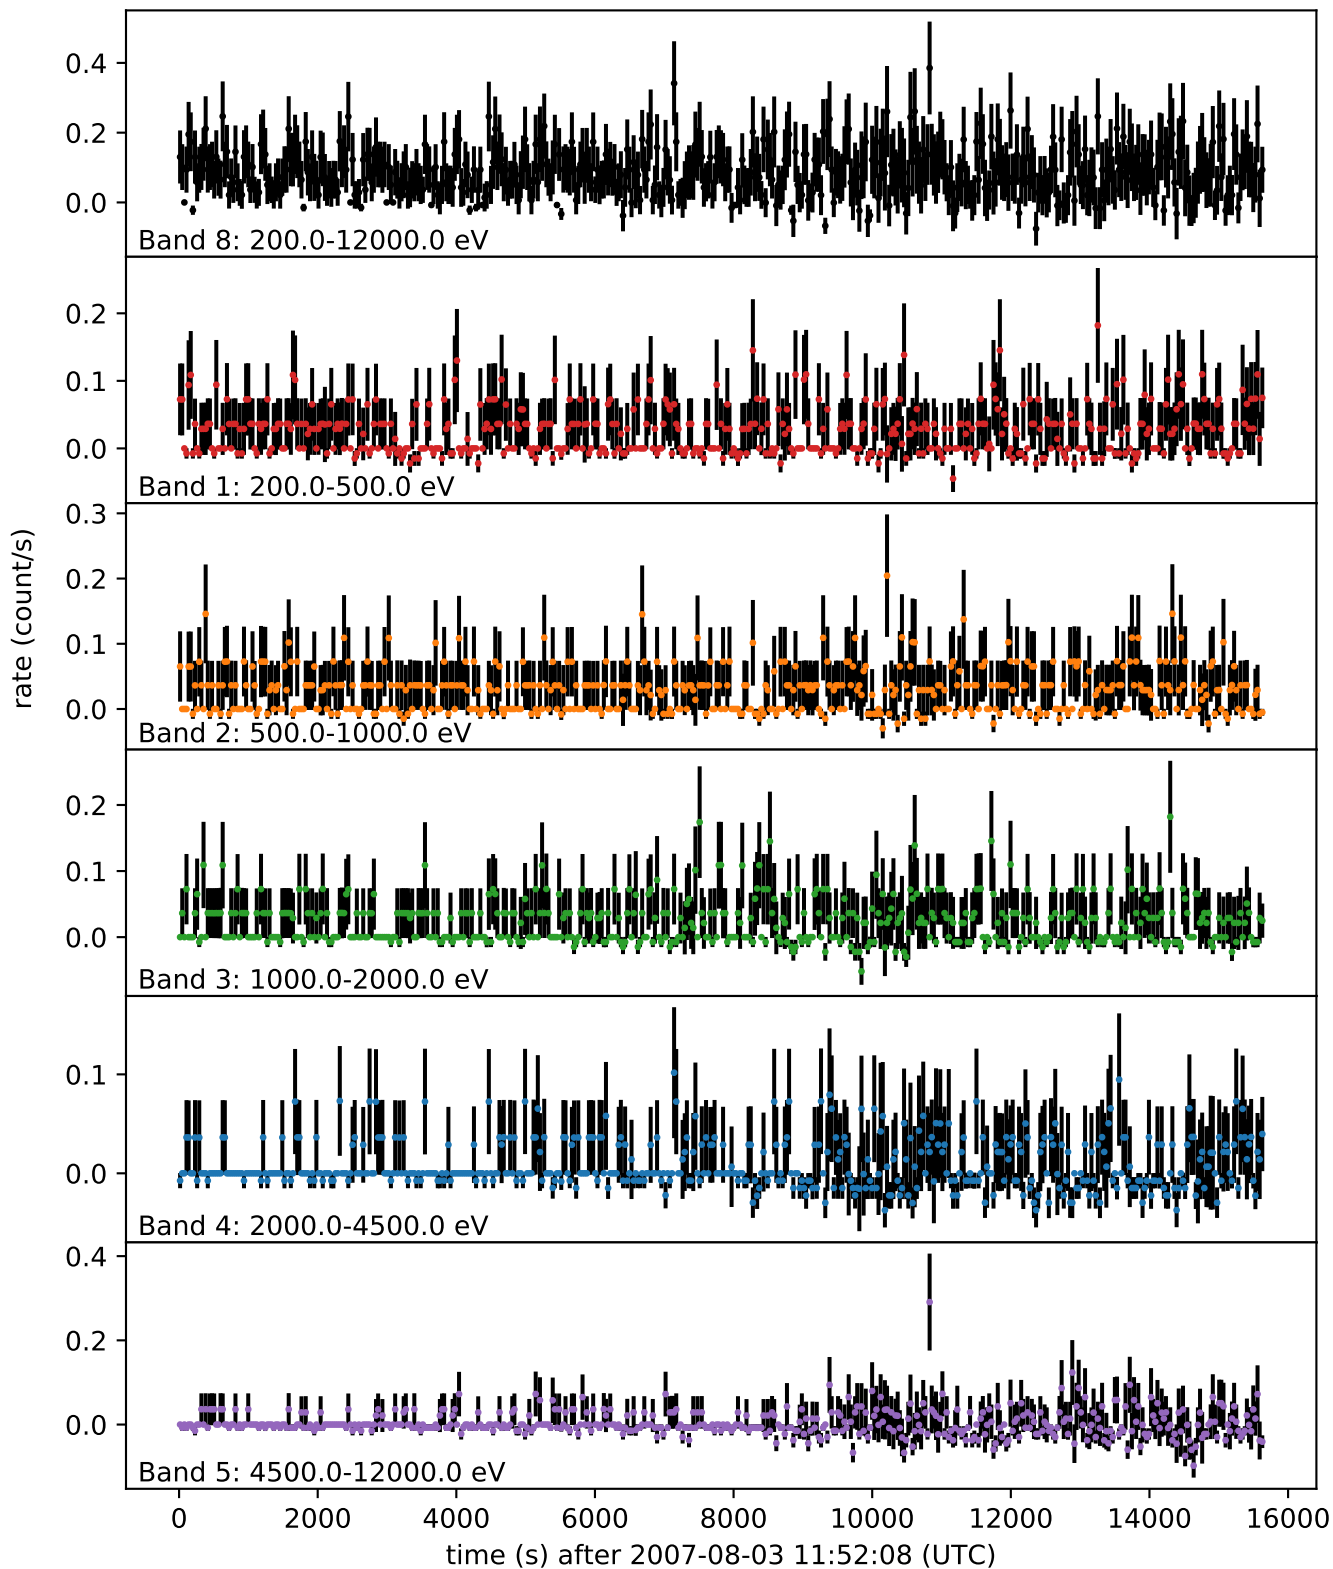 0.4
0.2
0.0
Band 8: 200.0-12000.0 eV
0.2
0.1
0.0
Band 1: 200.0-500.0 eV
rate (count/s)
0.3
0.2
0.1
0.0
Band 2: 500.0-1000.0 eV
0.2
0.1
0.0
Band 3: 1000.0-2000.0 eV
0.1
0.0
Band 4: 2000.0-4500.0 eV
0.4
0.2
0.0
Band 5: 4500.0-12000.0 eV
0 2000 4000 6000 8000 10000 12000 14000 16000
time (s) after 2007-08-03 11:52:08 (UTC)